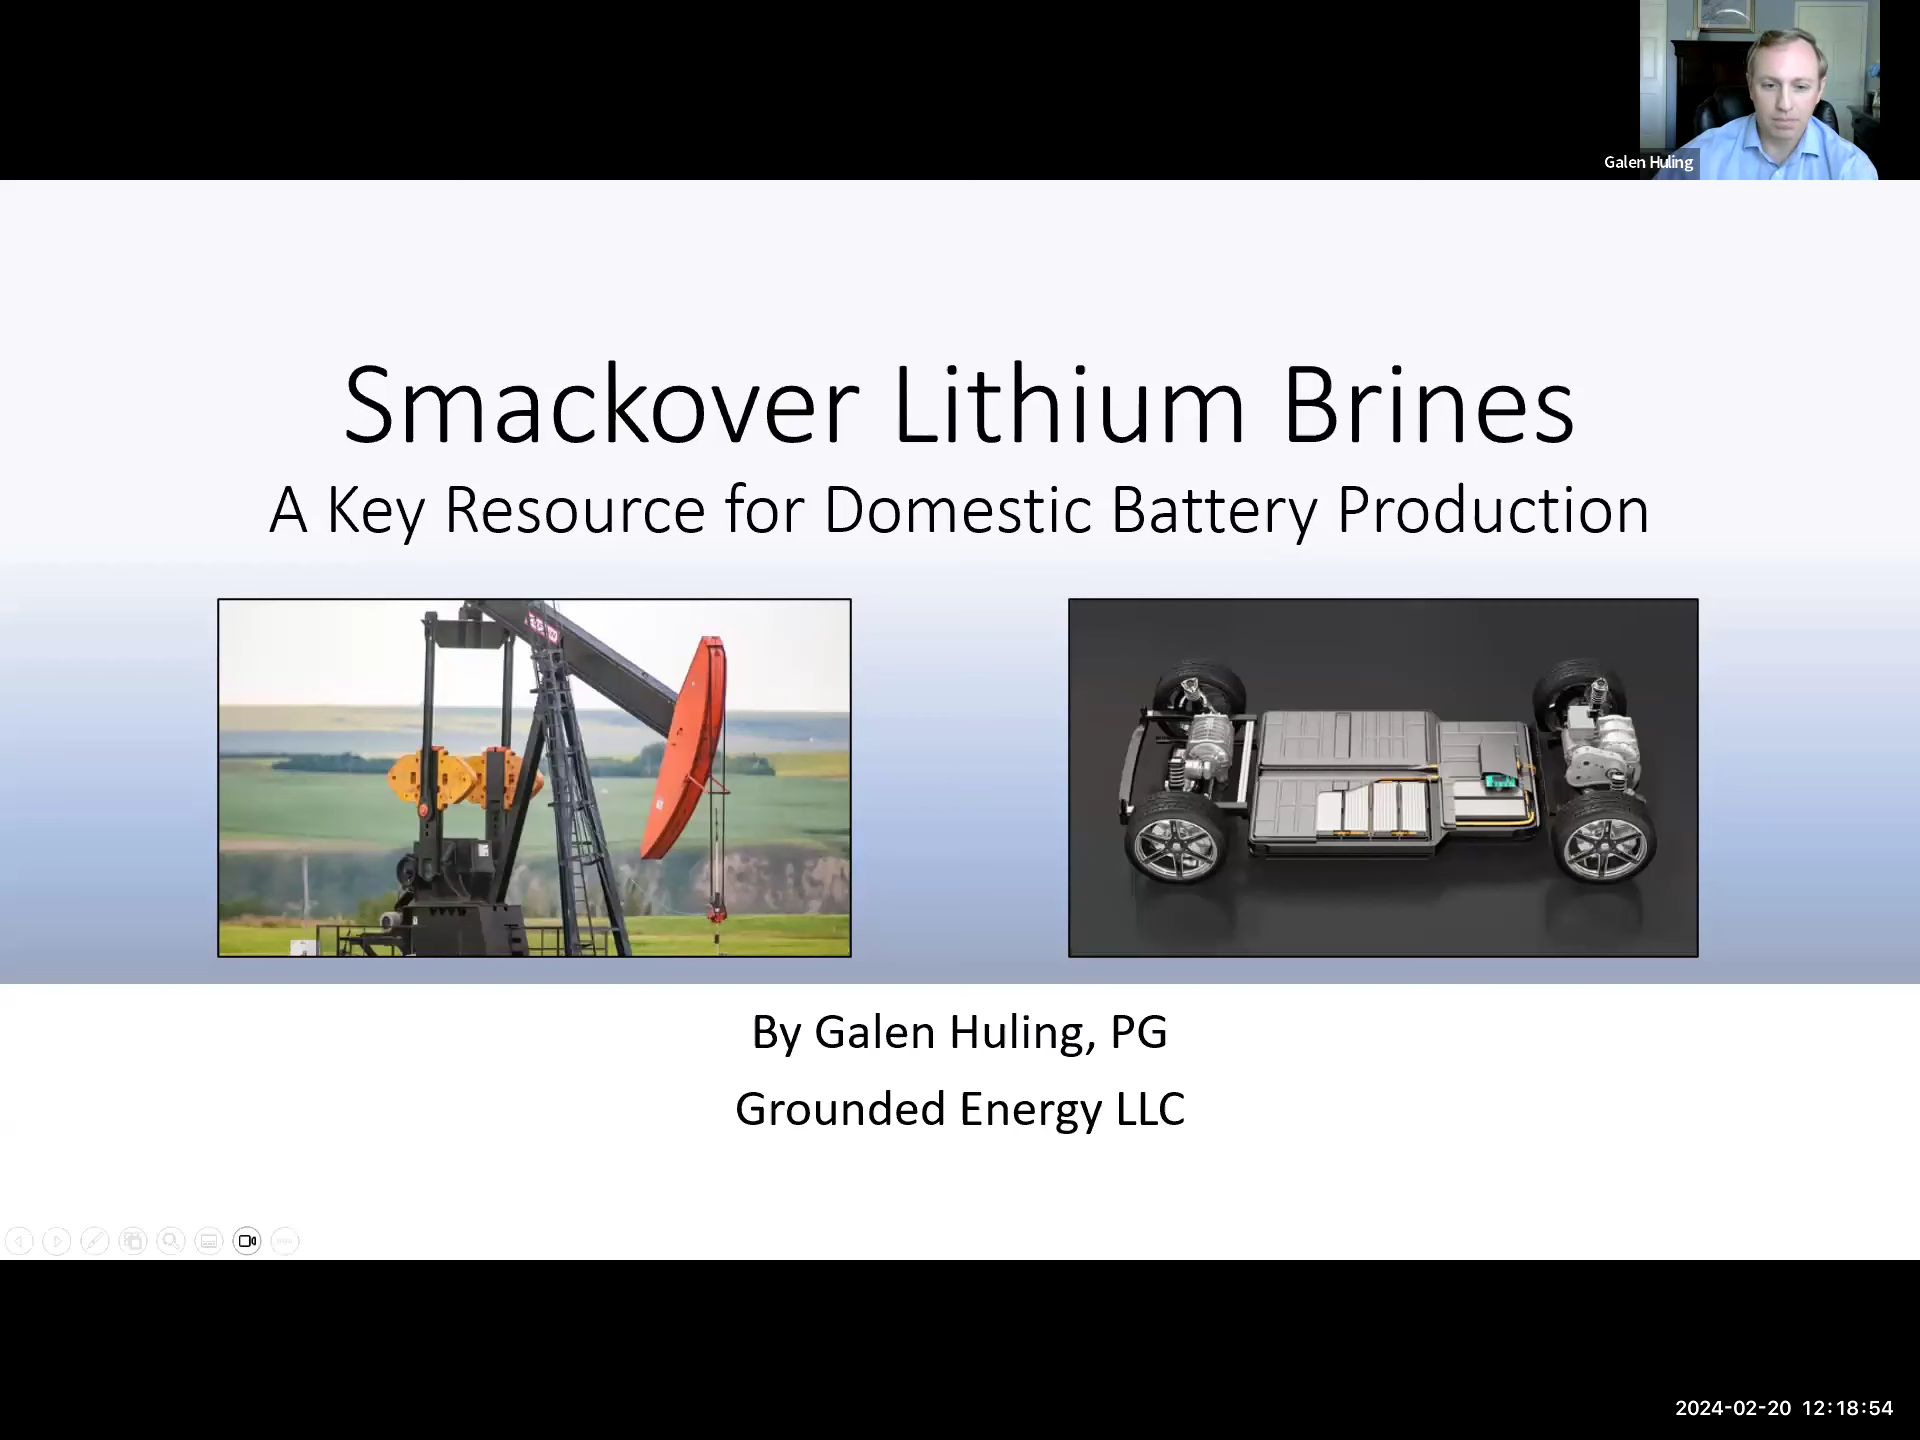 Galen Huling
Smackover Lithium Brines
A Key Resource for Domestic Battery Production
By Galen Huling, PG
Grounded Energy LLC
2024-02-20 12:18:54